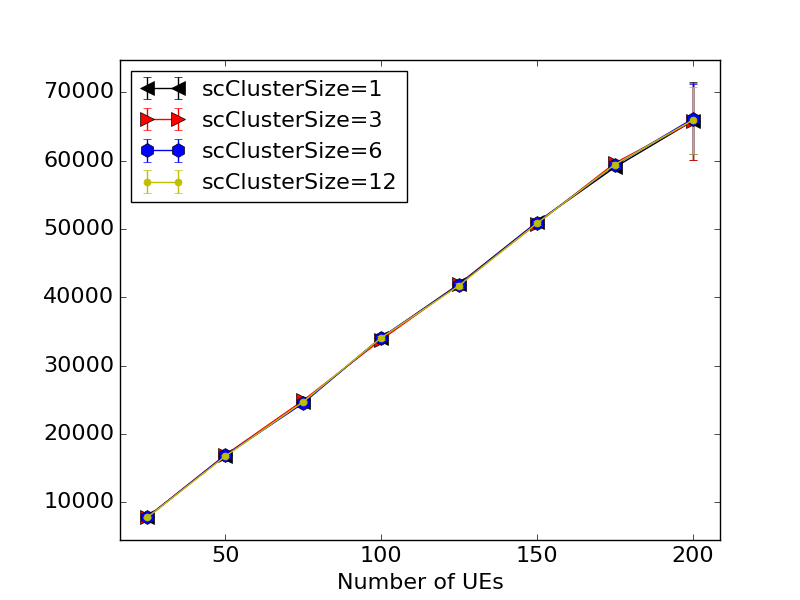 70000
60000
50000
40000
30000
20000
10000
scClusterSize=1
scClusterSize=3
scClusterSize=6
scClusterSize=12
50 100 150 200
Number of UEs